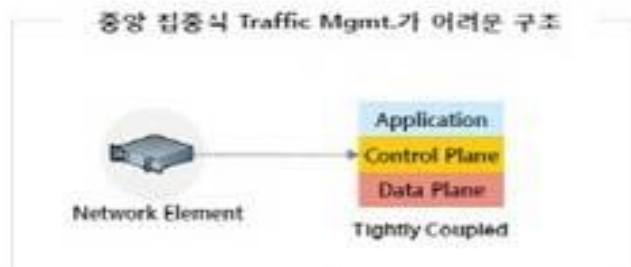 중앙 집중식 Traffic Mgmt.가 어려운 구조
Application
Control Plane
Data Plane
Network Element
Tightly Coupled